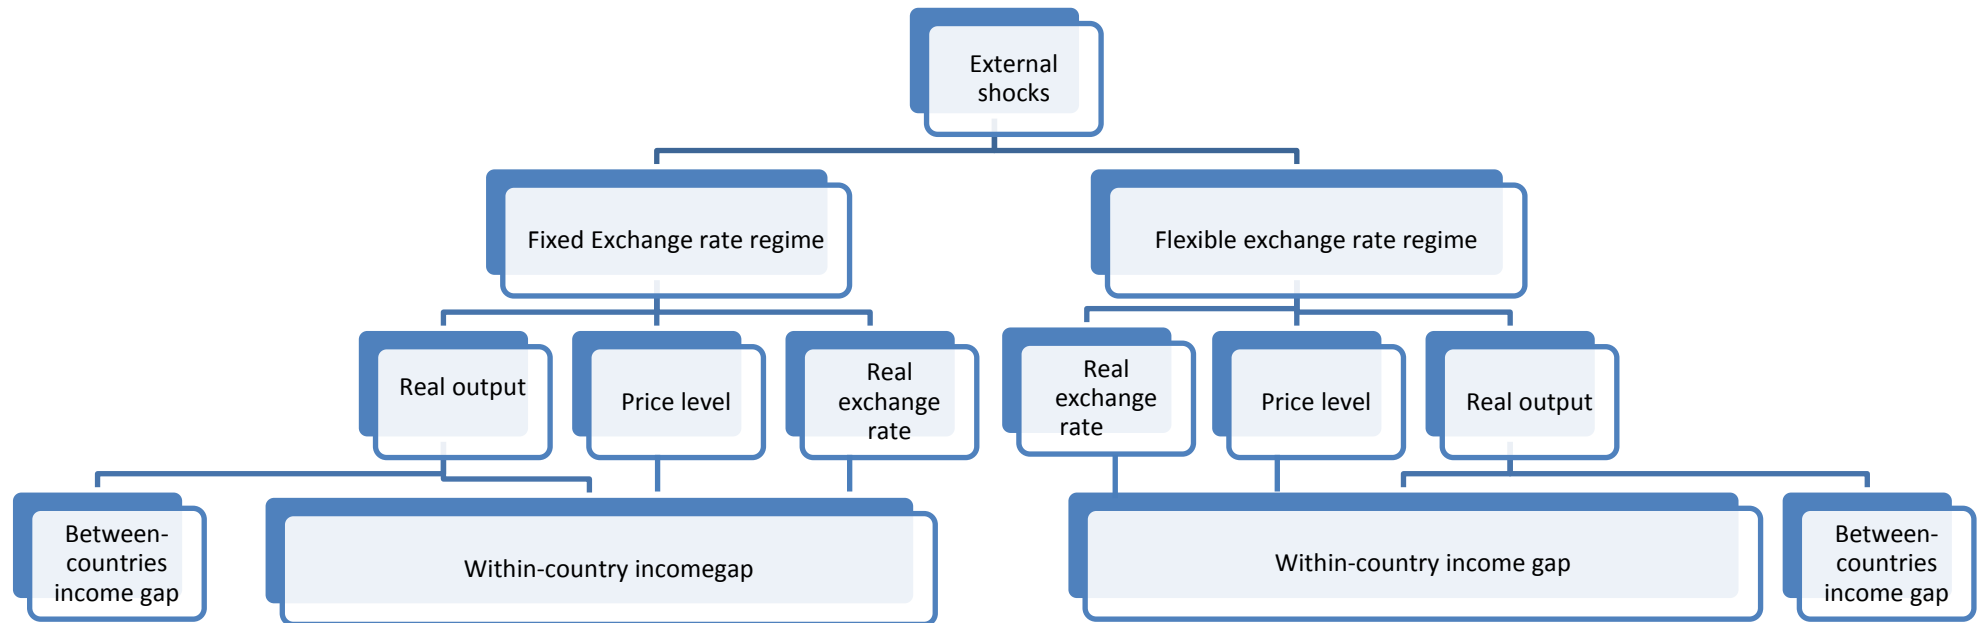 External
shocks
Fixed Exchange rate regime
Flexible exchange rate regime
Real output
Price level
Real
exchange
rate
Real
exchange
rate
Price level
Real output
Between-
countries
income gap
Within-country incomegap
Within-country income gap
Between-
countries
income gap